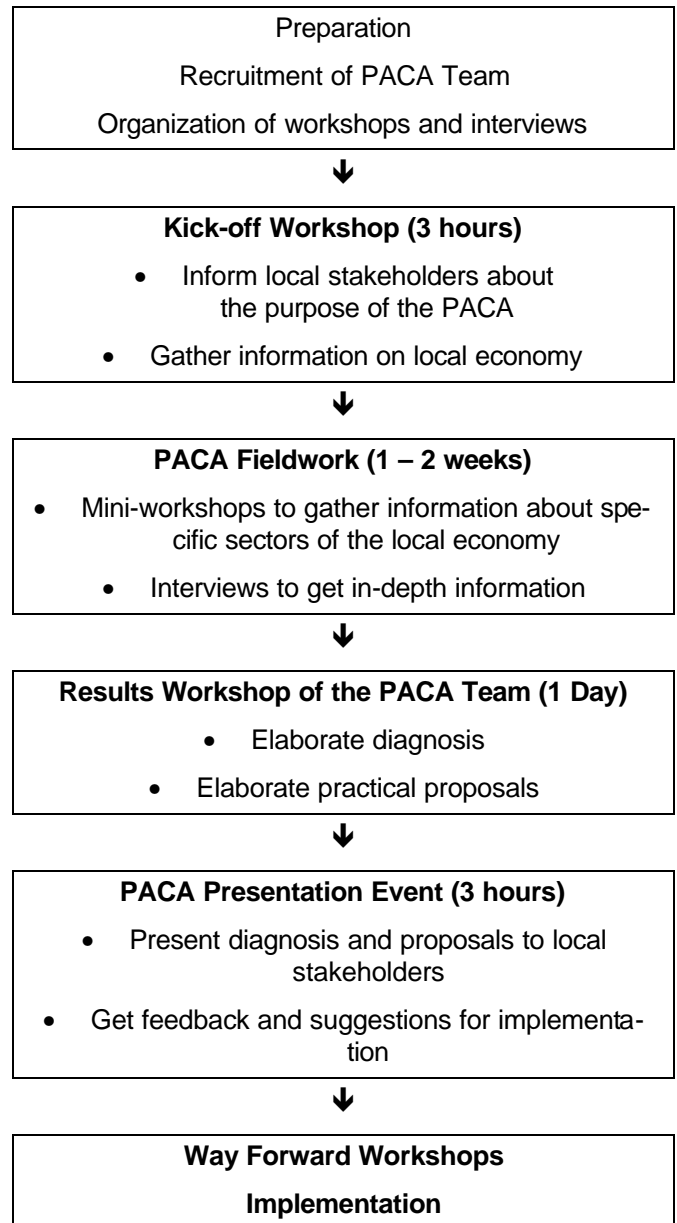 Preparation
Recruitment of PACA Team
Organization of workshops and interviews
🡻
Kick-off Workshop (3 hours)
• Inform local stakeholders about
the purpose of the PACA
• Gather information on local economy
🡻
PACA Fieldwork (1 – 2 weeks)
• Mini-workshops to gather information about spe-
cific sectors of the local economy
• Interviews to get in-depth information
🡻
Results Workshop of the PACA Team (1 Day)
• Elaborate diagnosis
• Elaborate practical proposals
🡻
PACA Presentation Event (3 hours)
• Present diagnosis and proposals to local
stakeholders
• Get feedback and suggestions for implementa-
tion
🡻
Way Forward Workshops
Implementation